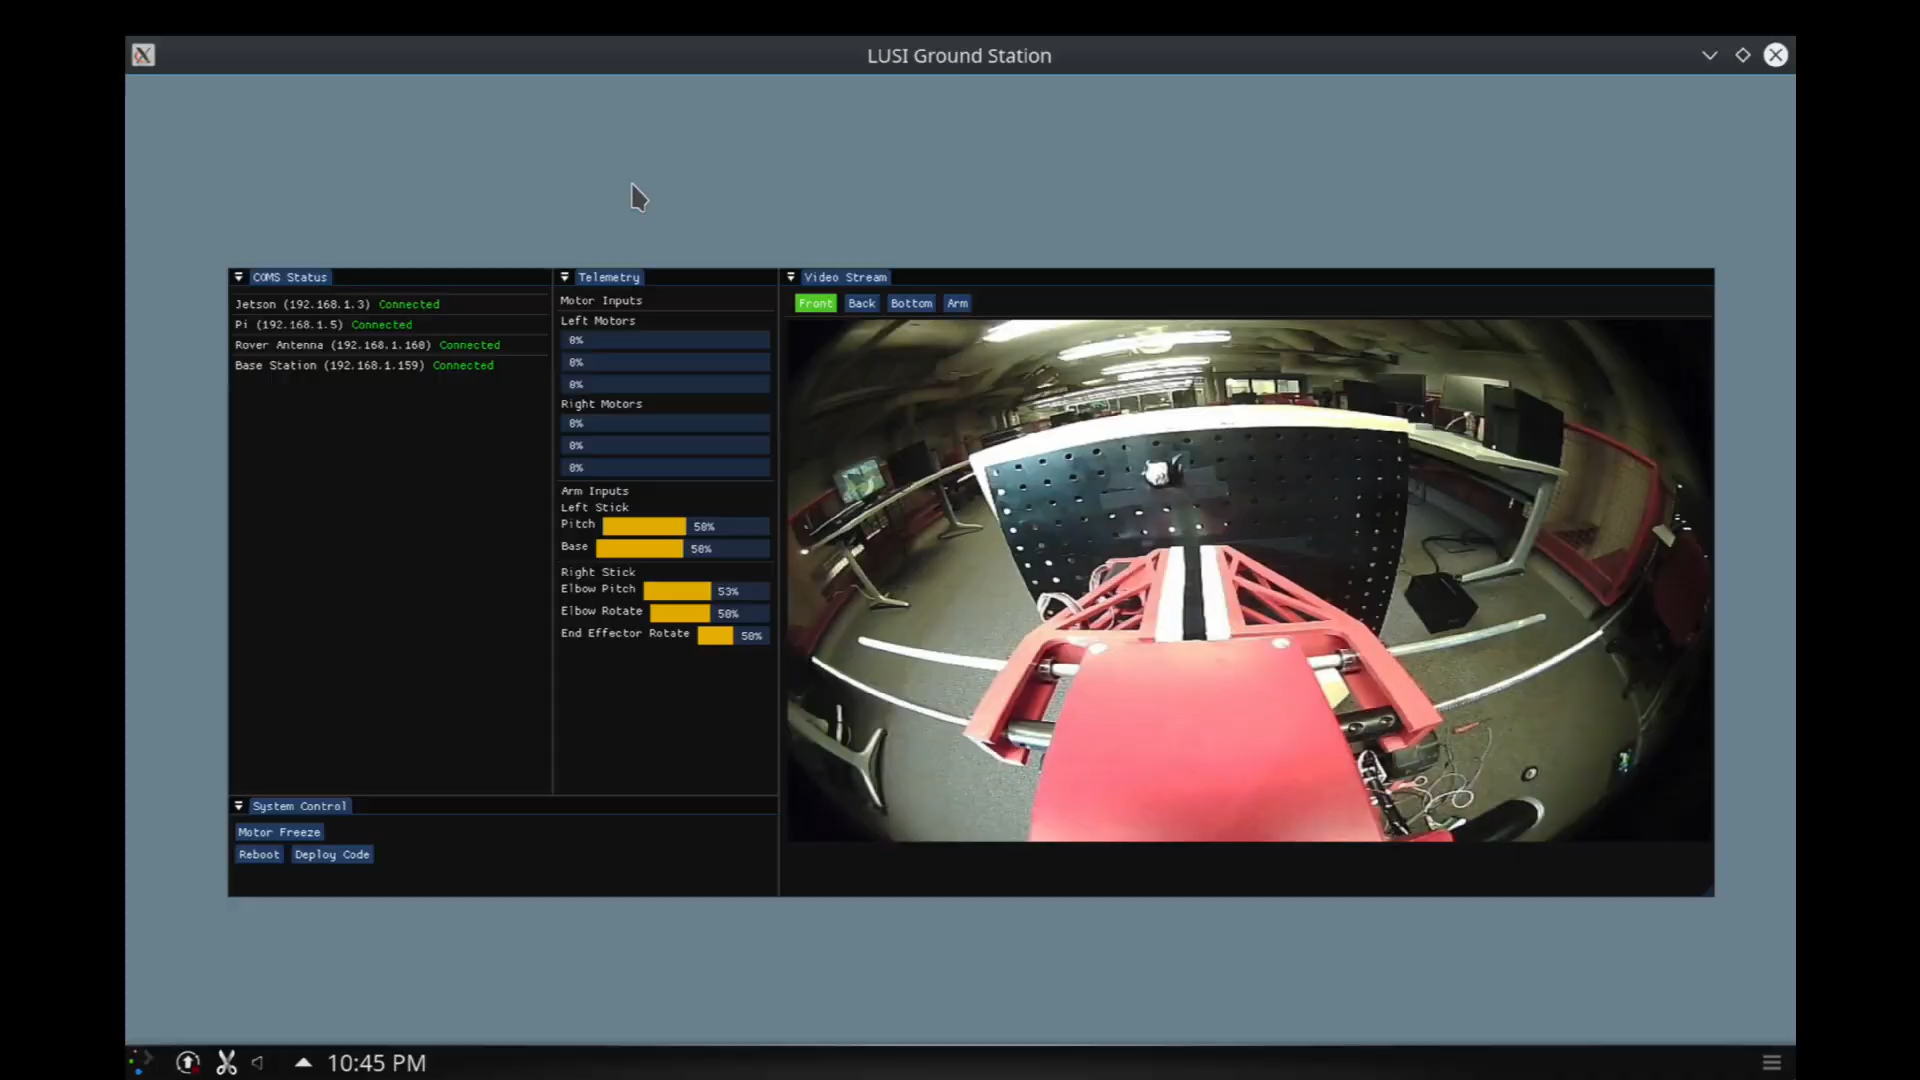 LUSI Ground Station
COMS Status
Jetson (192.168.1.3) Connected
Pi (192.168.1.5) Connected
Rover Antenna (192.168.1.160) Connected
Base Station (192.168.1.159) Connected
Telemetry
Motor Inputs
Left Motors
0%
0%
0%
Right Motors
0%
0%
0%
Arm Inputs
Left Stick
Pitch 50%
Base 50%
Right Stick
Elbow Pitch 53%
Elbow Rotate 50%
End Effector Rotate 50%
Video Stream
Front Back Bottom Arm
System Control
Motor Freeze
Reboot Deploy Code
10:45 PM